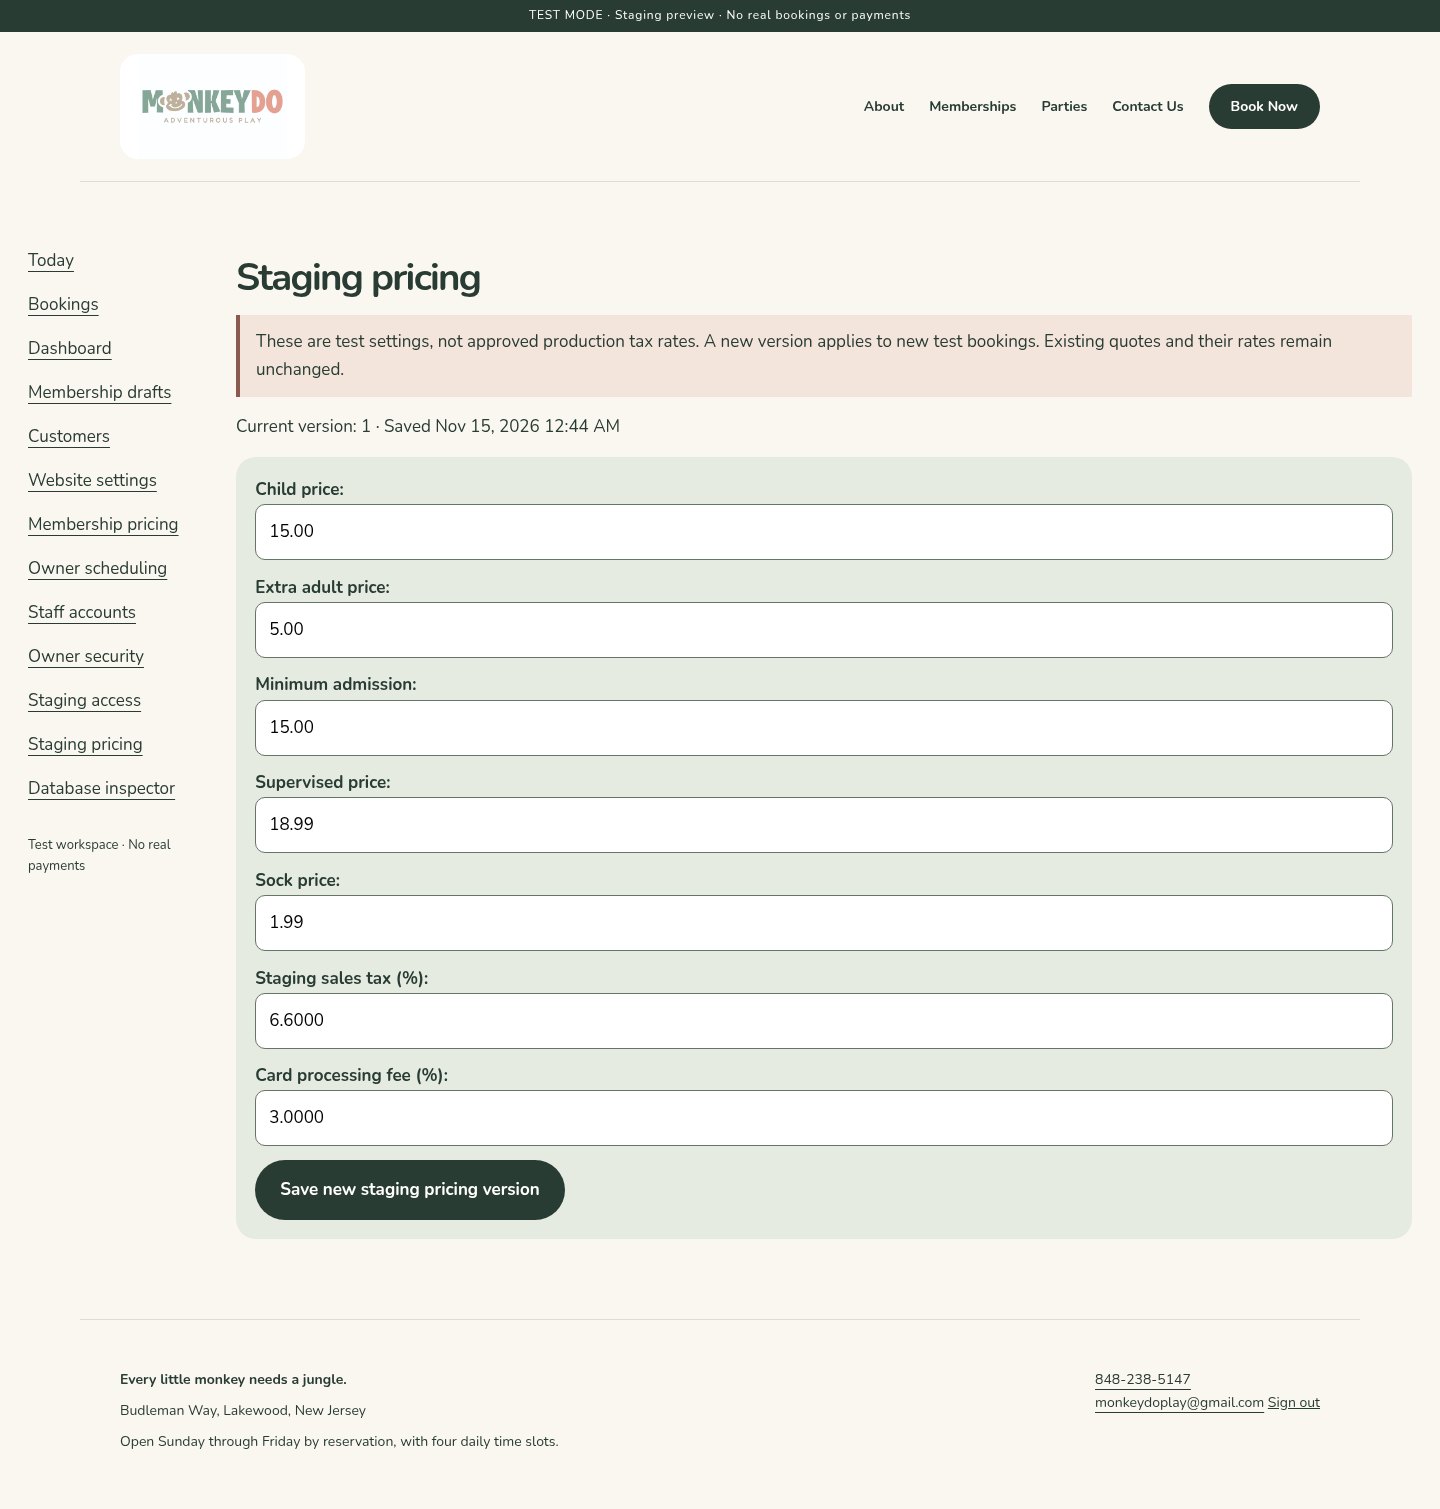 TEST MODE · Staging preview · No real bookings or payments
MONKEYDO
ADVENTUROUS PLAY
About
Memberships
Parties
Contact Us
Book Now
Today
Bookings
Dashboard
Membership drafts
Customers
Website settings
Membership pricing
Owner scheduling
Staff accounts
Owner security
Staging access
Staging pricing
Database inspector
Test workspace · No real
payments
Staging pricing
These are test settings, not approved production tax rates. A new version applies to new test bookings. Existing quotes and their rates remain
unchanged.
Current version: 1 · Saved Nov 15, 2026 12:44 AM
Child price:
15.00
Extra adult price:
5.00
Minimum admission:
15.00
Supervised price:
18.99
Sock price:
1.99
Staging sales tax (%):
6.6000
Card processing fee (%):
3.0000
Save new staging pricing version
Every little monkey needs a jungle.
Budleman Way, Lakewood, New Jersey
Open Sunday through Friday by reservation, with four daily time slots.
848-238-5147
monkeydoplay@gmail.com Sign out